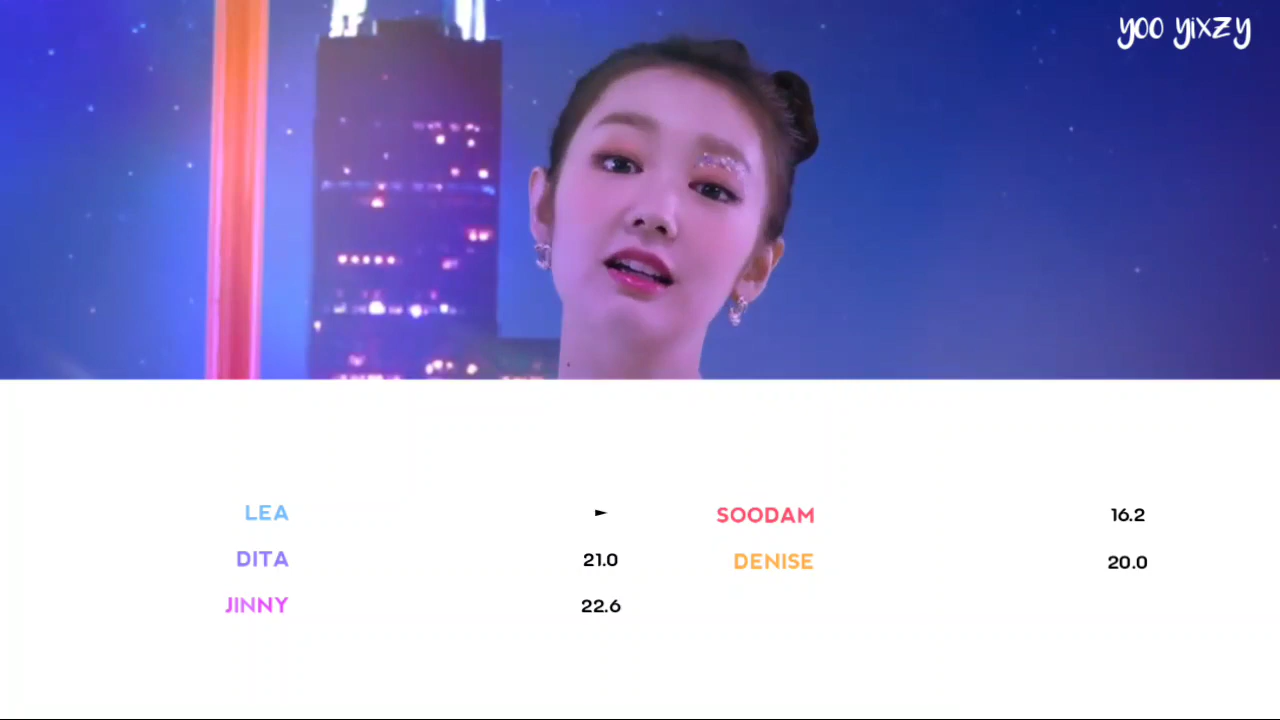 yoo yixzy
LEA ►
SOODAM 16.2
DITA 21.0
DENISE 20.0
JINNY 22.6